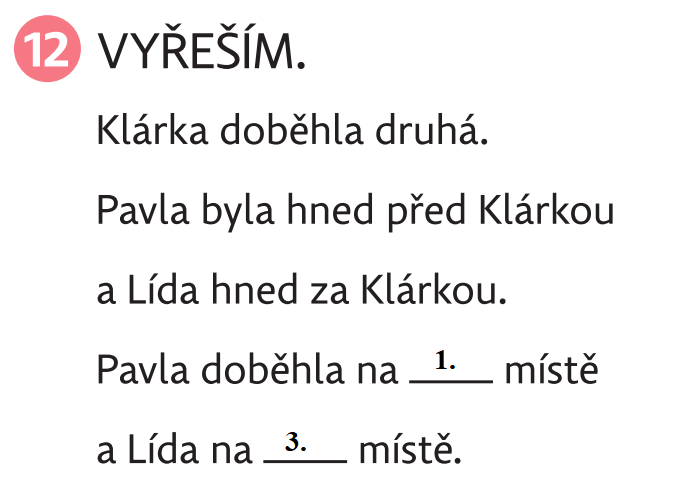 12 VYŘEŠÍM.
Klárka doběhla druhá.
Pavla byla hned před Klárkou
a Lída hned za Klárkou.
Pavla doběhla na 1. místě
a Lída na 3. místě.